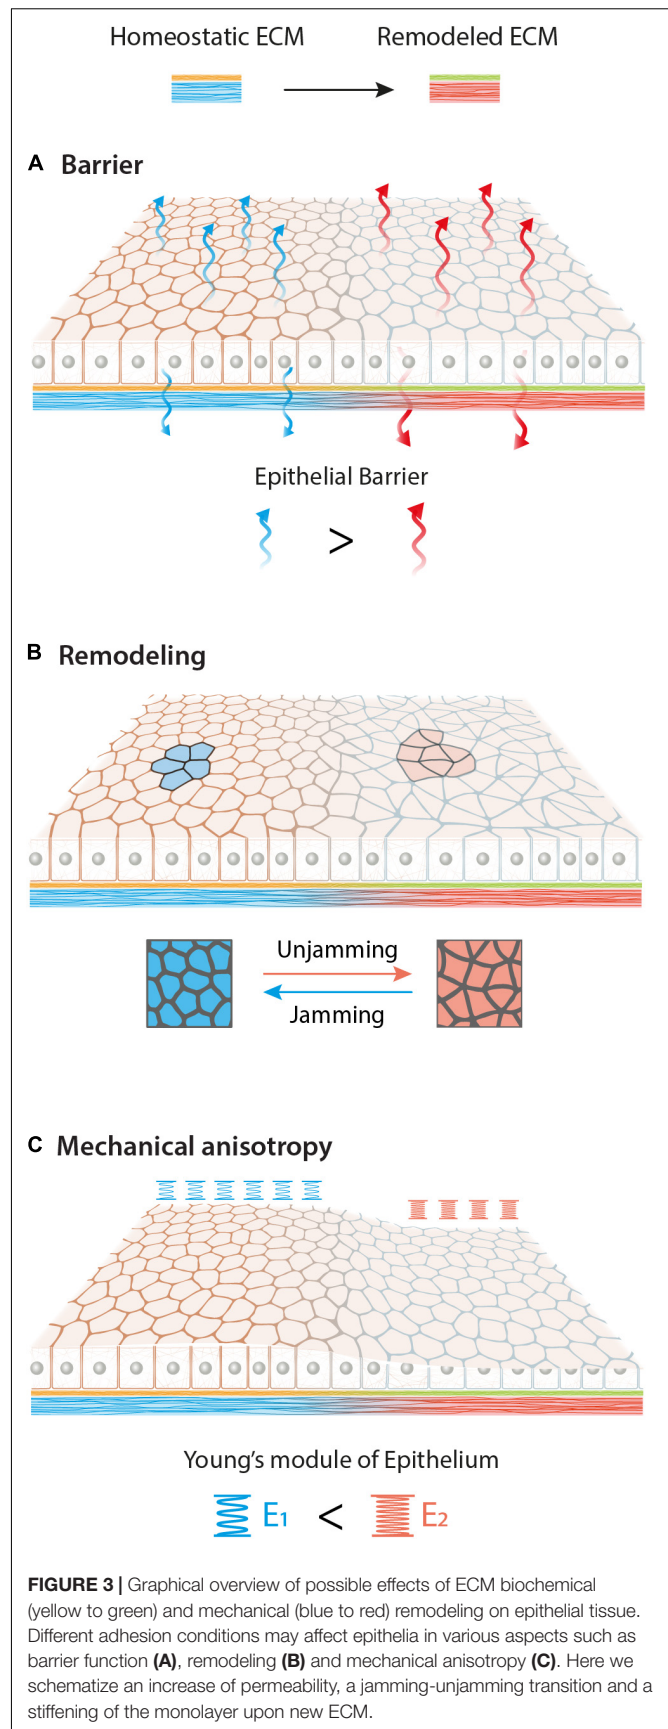 Homeostatic ECM Remodeled ECM
A Barrier
Epithelial Barrier
>
B Remodeling
Unjamming
Jamming
C Mechanical anisotropy
Young's module of Epithelium
E1 < E2
FIGURE 3 | Graphical overview of possible effects of ECM biochemical
(yellow to green) and mechanical (blue to red) remodeling on epithelial tissue.
Different adhesion conditions may affect epithelia in various aspects such as
barrier function (A), remodeling (B) and mechanical anisotropy (C). Here we
schematize an increase of permeability, a jamming-unjamming transition and a
stiffening of the monolayer upon new ECM.